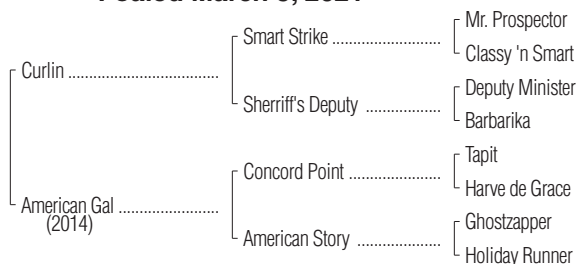 Foaled March 2021
Mr. Prospector
Smart Strike ........................
Classy 'n Smart
Curlin ..................................
Deputy Minister
Sherriff's Deputy .................
Barbarika
Tapit
Concord Point .....................
Harve de Grace
American Gal .......................
(2014)
Ghostzapper
American Story ...................
Holiday Runner